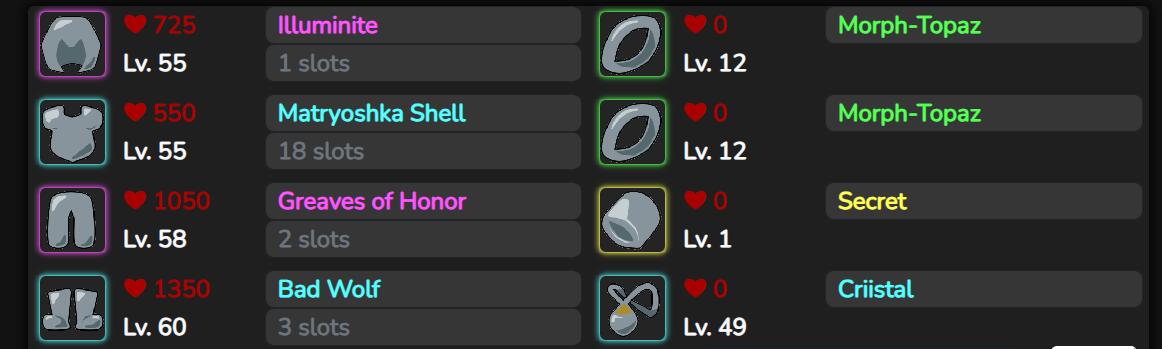 725
Illuminite
Lv. 55
1 slots
0
Morph-Topaz
Lv. 12
550
Matryoshka Shell
Lv. 55
18 slots
0
Morph-Topaz
Lv. 12
1050
Greaves of Honor
Lv. 58
2 slots
0
Secret
Lv. 1
1350
Bad Wolf
Lv. 60
3 slots
0
Criistal
Lv. 49